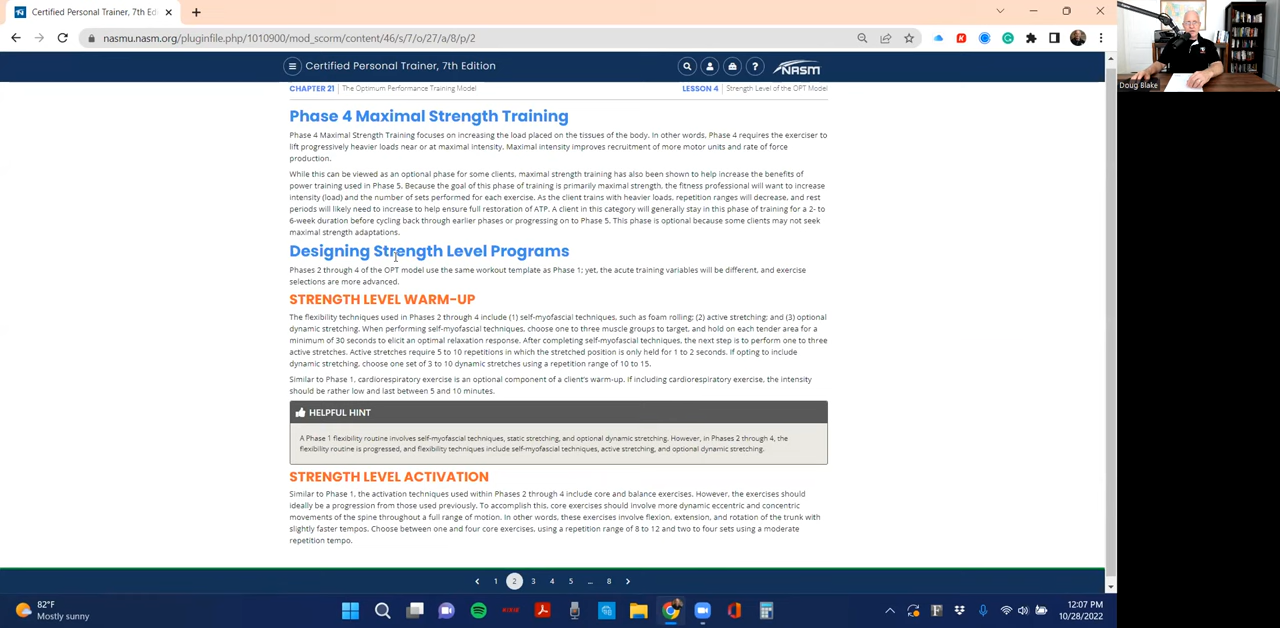 Certified Personal Trainer, 7th Ed
nasmu.nasm.org/pluginfile.php/1010900/mod_scorm/content/46/s/7/o/27/a/8/p/2
Certified Personal Trainer, 7th Edition
NASM
Doug Blake
CHAPTER 21 | The Optimum Performance Training Model
LESSON 4 | Strength Level of the OPT Model
Phase 4 Maximal Strength Training
Phase 4 Maximal Strength Training focuses on increasing the load placed on the tissues of the body. In other words, Phase 4 requires the exerciser to
lift progressively heavier loads near or at maximal intensity. Maximal intensity improves recruitment of more motor units and rate of force
production.
While this can be viewed as an optional phase for some clients, maximal strength training has also been shown to help increase the benefits of
power training used in Phase 5. Because the goal of this phase of training is primarily maximal strength, the fitness professional will want to increase
intensity (load) and the number of sets performed for each exercise. As the client trains with heavier loads, repetition ranges will decrease, and rest
periods will likely need to increase to help ensure full restoration of ATP. A client in this category will generally stay in this phase of training for a 2- to
6-week duration before cycling back through earlier phases or progressing on to Phase 5. This phase is optional because some clients may not seek
maximal strength adaptations.
Designing Strength Level Programs
Phases 2 through 4 of the OPT model use the same workout template as Phase 1; yet, the acute training variables will be different, and exercise
selections are more advanced.
STRENGTH LEVEL WARM-UP
The flexibility techniques used in Phases 2 through 4 include (1) self-myofascial techniques, such as foam rolling; (2) active stretching; and (3) optional
dynamic stretching. When performing self-myofascial techniques, choose one to three muscle groups to target, and hold on each tender area for a
minimum of 30 seconds to elicit an optimal relaxation response. After completing self-myofascial techniques, the next step is to perform one to three
active stretches. Active stretches require 5 to 10 repetitions in which the stretched position is only held for 1 to 2 seconds. If opting to include
dynamic stretching, choose one set of 3 to 10 dynamic stretches using a repetition range of 10 to 15.
Similar to Phase 1, cardiorespiratory exercise is an optional component of a client's warm-up. If including cardiorespiratory exercise, the intensity
should be rather low and last between 5 and 10 minutes.
HELPFUL HINT
A Phase 1 flexibility routine involves self-myofascial techniques, static stretching, and optional dynamic stretching. However, in Phases 2 through 4, the
flexibility routine is progressed, and flexibility techniques include self-myofascial techniques, active stretching, and optional dynamic stretching.
STRENGTH LEVEL ACTIVATION
Similar to Phase 1, the activation techniques used within Phases 2 through 4 include core and balance exercises. However, the exercises should
ideally be a progression from those used previously. To accomplish this, core exercises should involve more dynamic eccentric and concentric
movements of the spine throughout a full range of motion. In other words, these exercises involve flexion, extension, and rotation of the trunk with
slightly faster tempos. Choose between one and four core exercises, using a repetition range of 8 to 12 and two to four sets using a moderate
repetition tempo.
1 2 3 4 5 ... 8
82°F
Mostly sunny
12:07 PM
10/28/2022